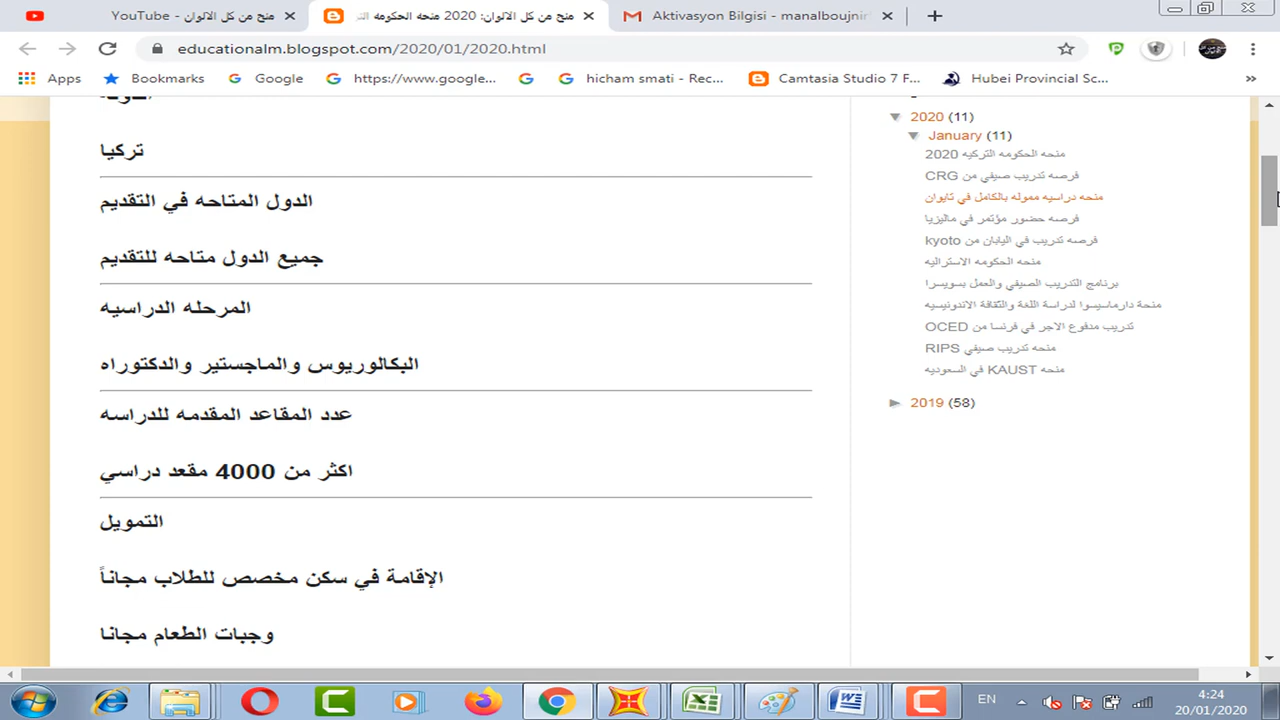 منح من كل الالوان - YouTube
منح من كل الالوان: 2020 منحه الحكومه التر
Aktivasyon Bilgisi - manalboujnir
educationalm.blogspot.com/2020/01/2020.html
Apps
Bookmarks
Google
https://www.google...
hicham smati - Rec...
Camtasia Studio 7 F...
Hubei Provincial Sc...
»
تركيا
الدول المتاحه في التقديم
جميع الدول متاحه للتقديم
المرحله الدراسيه
البكالوريوس والماجستير والدكتوراه
عدد المقاعد المقدمه للدراسه
اكثر من 4000 مقعد دراسي
التمويل
الإقامة في سكن مخصص للطلاب مجاناً
وجبات الطعام مجانا
2020 (11)
January (11)
منحه الحكومه التركيه 2020
فرصه تدريب صيفي من CRG
منحه دراسيه مموله بالكامل في تايوان
فرصه حضور مؤتمر في ماليزيا
فرصه تدريب في اليابان من kyoto
منحه الحكومه الاستراليه
برنامج التدريب الصيفي والعمل بسويسرا
منحة دارماسيسوا لدراسة اللغة والثقافة الاندونيسيه
تدريب مدفوع الاجر في فرنسا من OCED
منحه تدريب صيفي RIPS
منحه KAUST في السعوديه
2019 (58)
EN
4:24
20/01/2020